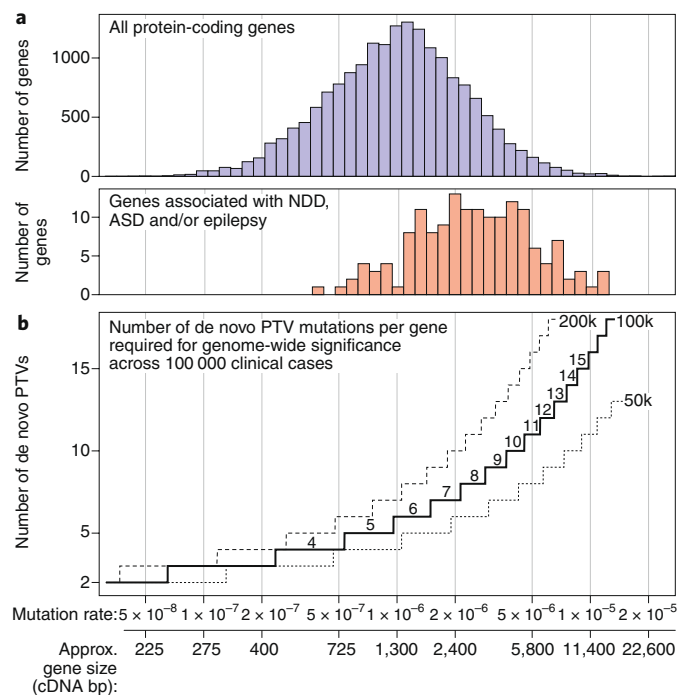 a
All protein-coding genes
Number of genes
1000
500
0
Genes associated with NDD,
ASD and/or epilepsy
Number of
genes
10
5
0
b
Number of de novo PTV mutations per gene
required for genome-wide significance
across 100 000 clinical cases
200k
100k
50k
Number of de novo PTVs
15
10
5
2
4
5
6
7
8
9
10
11
12
13
14
15
Mutation rate: 5 × 10⁻⁸ 1 × 10⁻⁷ 2 × 10⁻⁷ 5 × 10⁻⁷ 1 × 10⁻⁶ 2 × 10⁻⁶ 5 × 10⁻⁶ 1 × 10⁻⁵ 2 × 10⁻⁵
Approx. 225 275 400 725 1,300 2,400 5,800 11,400 22,600
gene size
(cDNA bp):